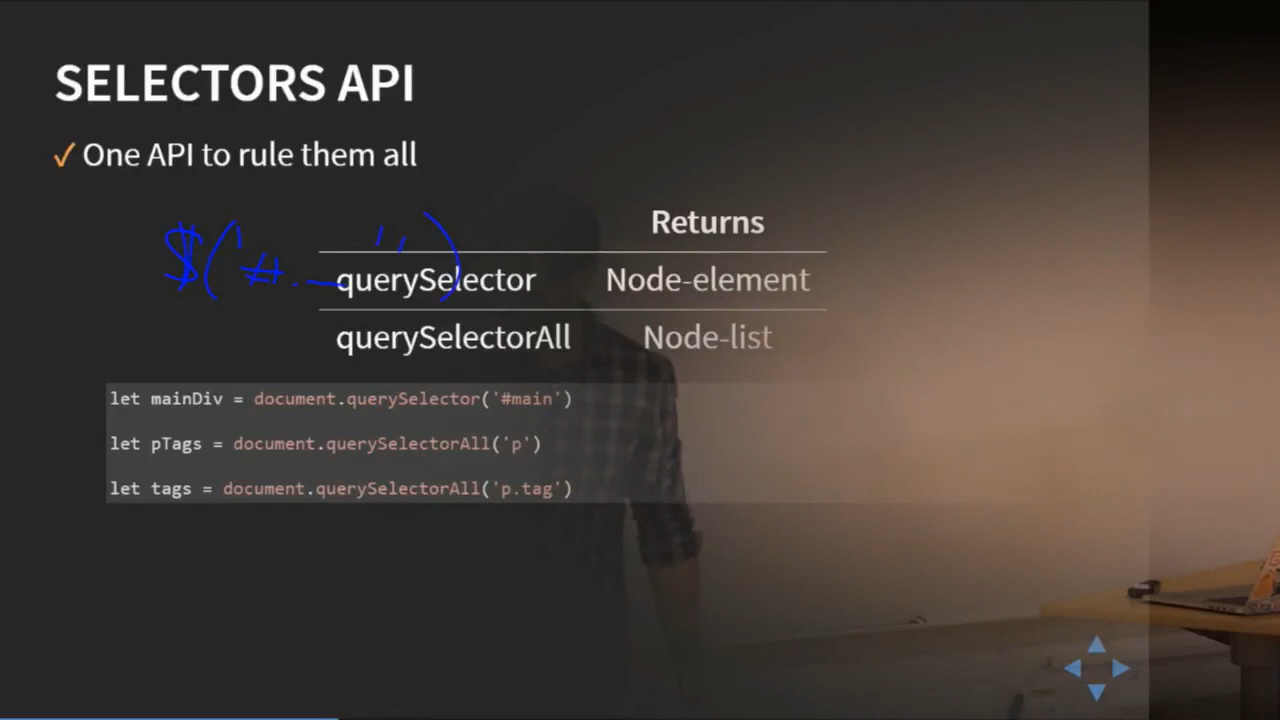 SELECTORS API
✓ One API to rule them all
Returns
$('#._ '')
querySelector Node-element
querySelectorAll Node-list
let mainDiv = document.querySelector('#main')
let pTags = document.querySelectorAll('p')
let tags = document.querySelectorAll('p.tag')